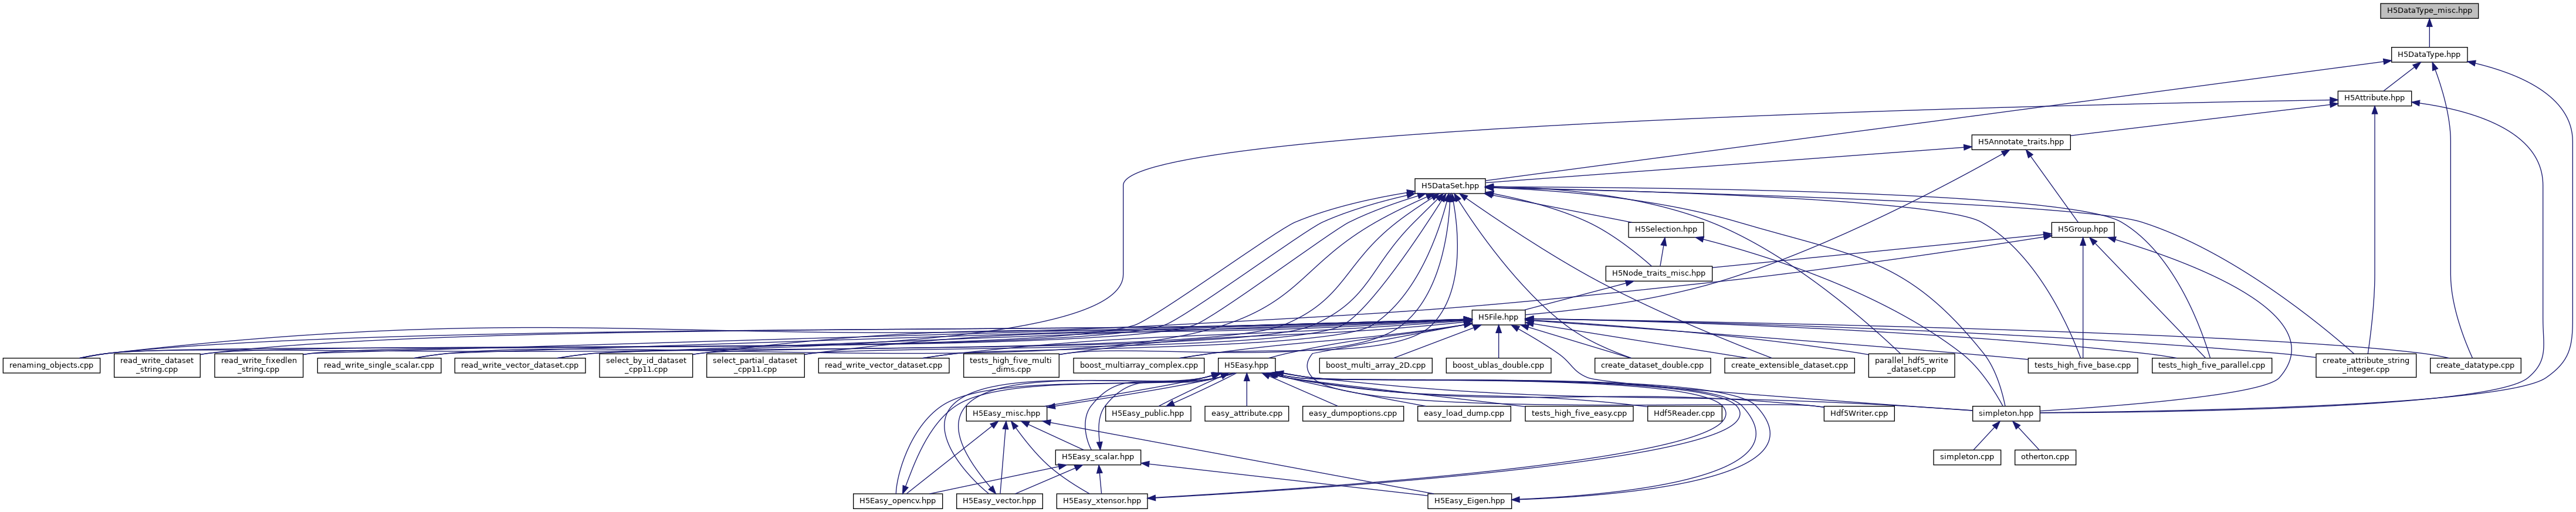 H5DataType_misc.hpp
H5DataType.hpp
H5Attribute.hpp
H5Annotate_traits.hpp
H5DataSet.hpp
H5Selection.hpp
H5Group.hpp
H5Node_traits_misc.hpp
H5File.hpp
renaming_objects.cpp
read_write_dataset
_string.cpp
read_write_fixedlen
_string.cpp
read_write_single_scalar.cpp
read_write_vector_dataset.cpp
select_by_id_dataset
_cpp11.cpp
select_partial_dataset
_cpp11.cpp
read_write_vector_dataset.cpp
tests_high_five_multi
_dims.cpp
boost_multiarray_complex.cpp
H5Easy.hpp
boost_multi_array_2D.cpp
boost_ublas_double.cpp
create_dataset_double.cpp
create_extensible_dataset.cpp
parallel_hdf5_write
_dataset.cpp
tests_high_five_base.cpp
tests_high_five_parallel.cpp
create_attribute_string
_integer.cpp
create_datatype.cpp
H5Easy_misc.hpp
H5Easy_public.hpp
easy_attribute.cpp
easy_dumpoptions.cpp
easy_load_dump.cpp
tests_high_five_easy.cpp
Hdf5Reader.cpp
Hdf5Writer.cpp
simpleton.hpp
H5Easy_scalar.hpp
simpleton.cpp
otherton.cpp
H5Easy_opencv.hpp
H5Easy_vector.hpp
H5Easy_xtensor.hpp
H5Easy_Eigen.hpp